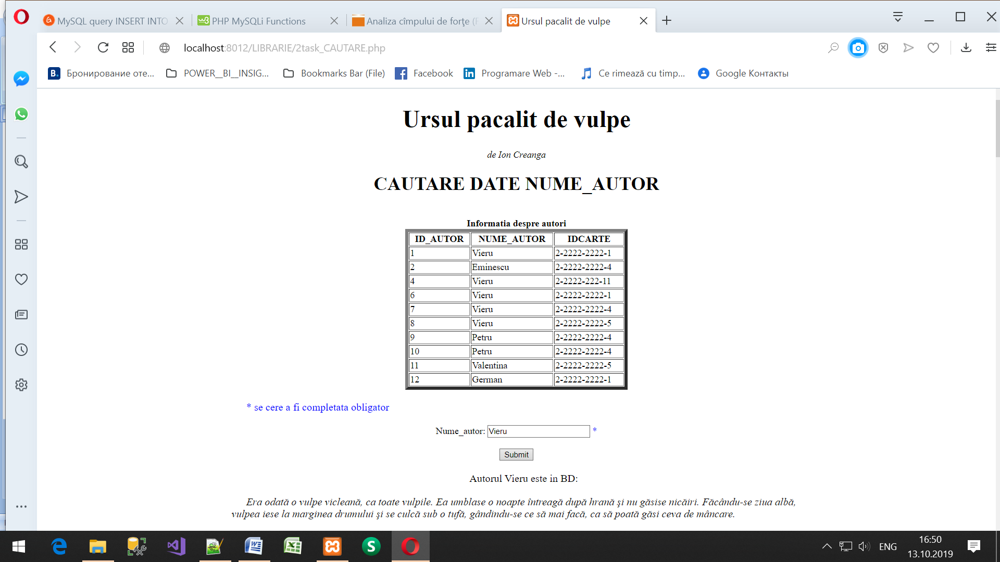 MySQL query INSERT INTO
PHP MySQLi Functions
Analiza cîmpului de forţe (F
Ursul pacalit de vulpe
localhost:8012/LIBRARIE/2task_CAUTARE.php
B. Бронирование оте...
POWER__BI__INSIG...
Bookmarks Bar (File)
Facebook
Programare Web -...
Ce rimează cu timp...
Google Контакты
Ursul pacalit de vulpe
de Ion Creanga
CAUTARE DATE NUME_AUTOR
Informatia despre autori
ID_AUTOR NUME_AUTOR IDCARTE
1 Vieru 2-2222-2222-1
2 Eminescu 2-2222-2222-4
4 Vieru 2-2222-222-11
6 Vieru 2-2222-2222-1
7 Vieru 2-2222-2222-4
8 Vieru 2-2222-2222-5
9 Petru 2-2222-2222-4
10 Petru 2-2222-2222-4
11 Valentina 2-2222-2222-5
12 German 2-2222-2222-1
* se cere a fi completata obligator
Nume_autor: Vieru *
Submit
Autorul Vieru este in BD:
Era odată o vulpe vicleană, ca toate vulpile. Ea umblase o noapte întreagă după hrană şi nu găsise nicăiri. Făcându-se ziua albă,
vulpea iese la marginea drumului şi se culcă sub o tufă, gândindu-se ce să mai facă, ca să poată găsi ceva de mâncare.
ENG
16:50
13.10.2019